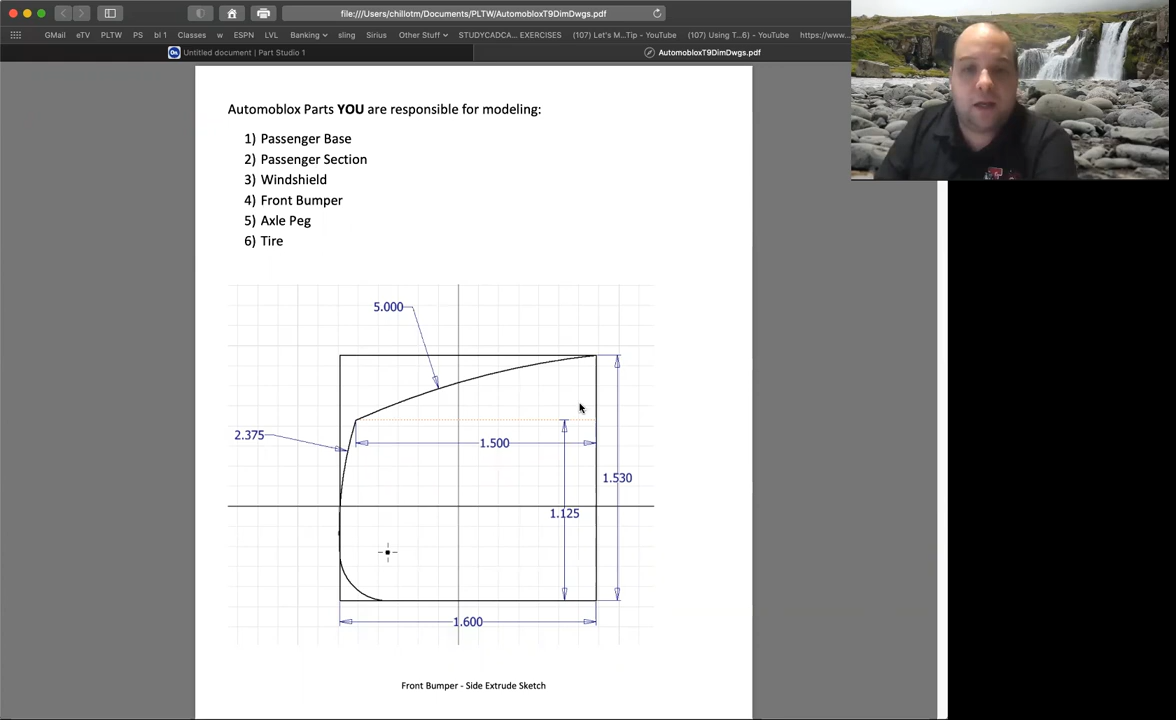 file:///Users/chillotm/Documents/PLTW/AutomobloxT9DimDwgs.pdf
GMail eTV PLTW PS bl 1 Classes w ESPN LVL Banking sling Sirius Other Stuff STUDYCADCA... EXERCISES (107) Let's M...Tip - YouTube (107) Using T...6) - YouTube https://www...
On Untitled document | Part Studio 1 AutomobloxT9DimDwgs.pdf
Automoblox Parts YOU are responsible for modeling:
1) Passenger Base
2) Passenger Section
3) Windshield
4) Front Bumper
5) Axle Peg
6) Tire
5.000
2.375
1.500
1.530
1.125
1.600
Front Bumper - Side Extrude Sketch